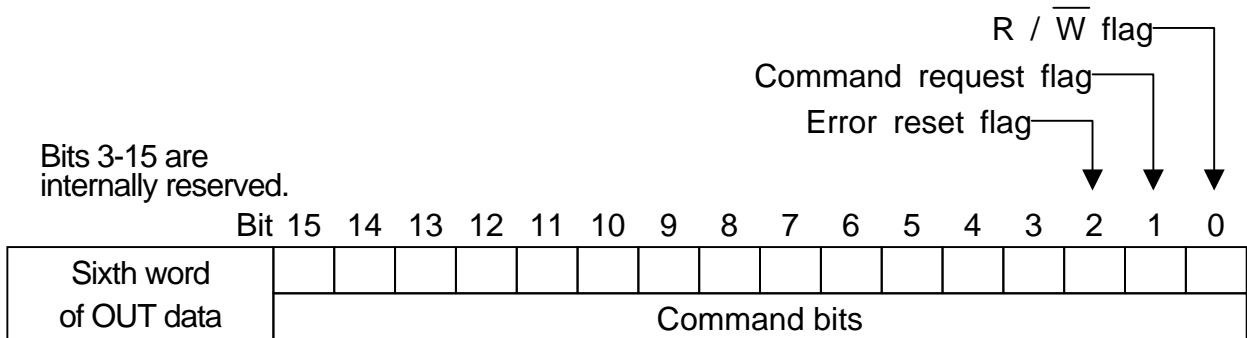 R / W̅ flag
Command request flag
Error reset flag
Bits 3-15 are
internally reserved.
Bit 15 14 13 12 11 10 9 8 7 6 5 4 3 2 1 0
Sixth word
of OUT data
Command bits